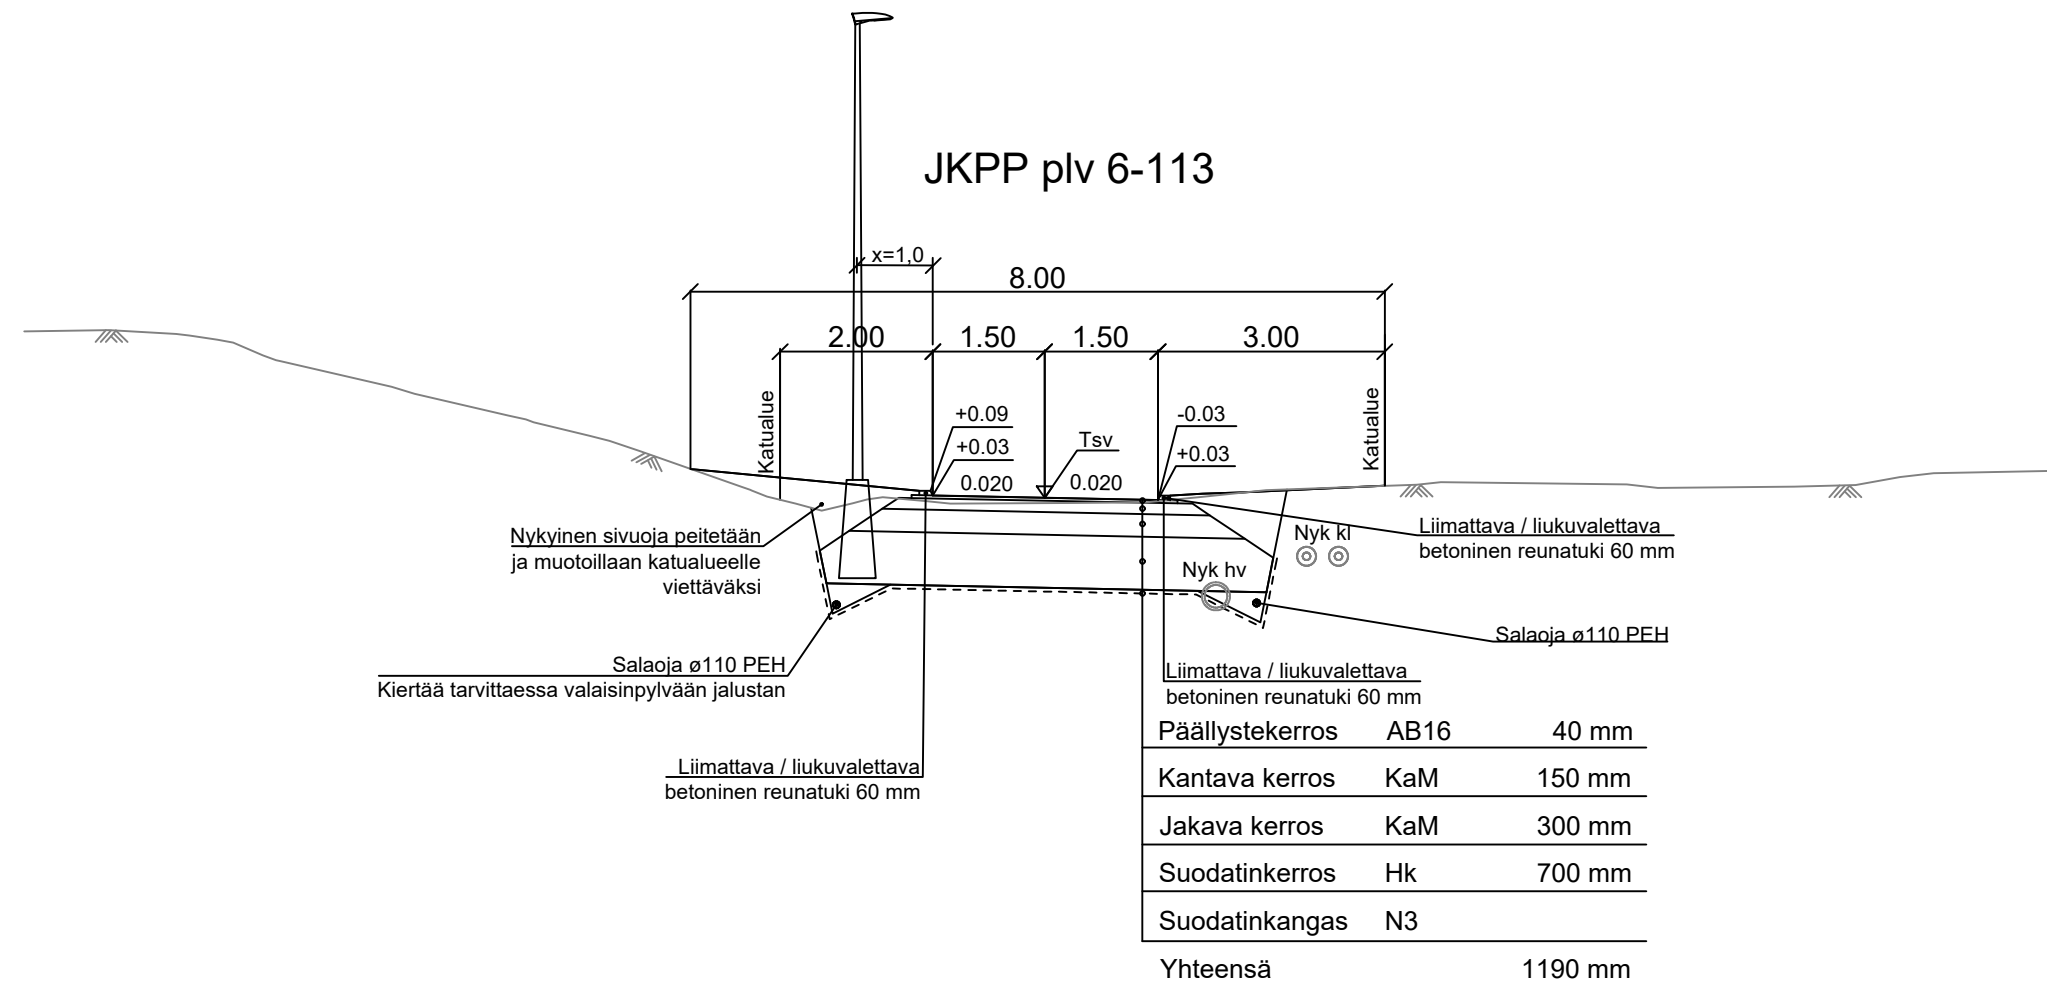 JKPP plv 6-113
x=1,0
8.00
2.00 1.50 1.50 3.00
Katualue
Katualue
+0.09
+0.03
Tsv
-0.03
+0.03
0.020 0.020
Nykyinen sivuoja peitetään
ja muotoillaan katualueelle
viettäväksi
Nyk kl
Liimattava / liukuvalettava
betoninen reunatuki 60 mm
Nyk hv
Salaoja ø110 PEH
Salaoja ø110 PEH
Kiertää tarvittaessa valaisinpylvään jalustan
Liimattava / liukuvalettava
betoninen reunatuki 60 mm
Liimattava / liukuvalettava
betoninen reunatuki 60 mm
Päällystekerros AB16 40 mm
Kantava kerros KaM 150 mm
Jakava kerros KaM 300 mm
Suodatinkerros Hk 700 mm
Suodatinkangas N3
Yhteensä 1190 mm